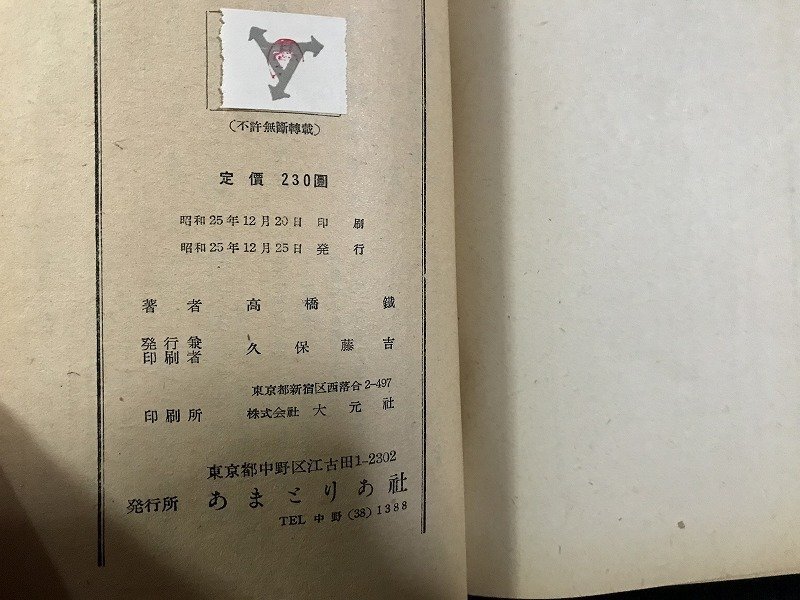 (不許無斷轉載)
定價 230圓
昭和25年12月20日 印刷
昭和25年12月25日 発行
著者 高橋鐵
発行兼印刷者 久保藤吉
東京都新宿区西落合2-497
印刷所 株式会社 大元社
東京都中野区江古田1-2302
発行所 あまとりあ社
TEL 中野 (38) 1388